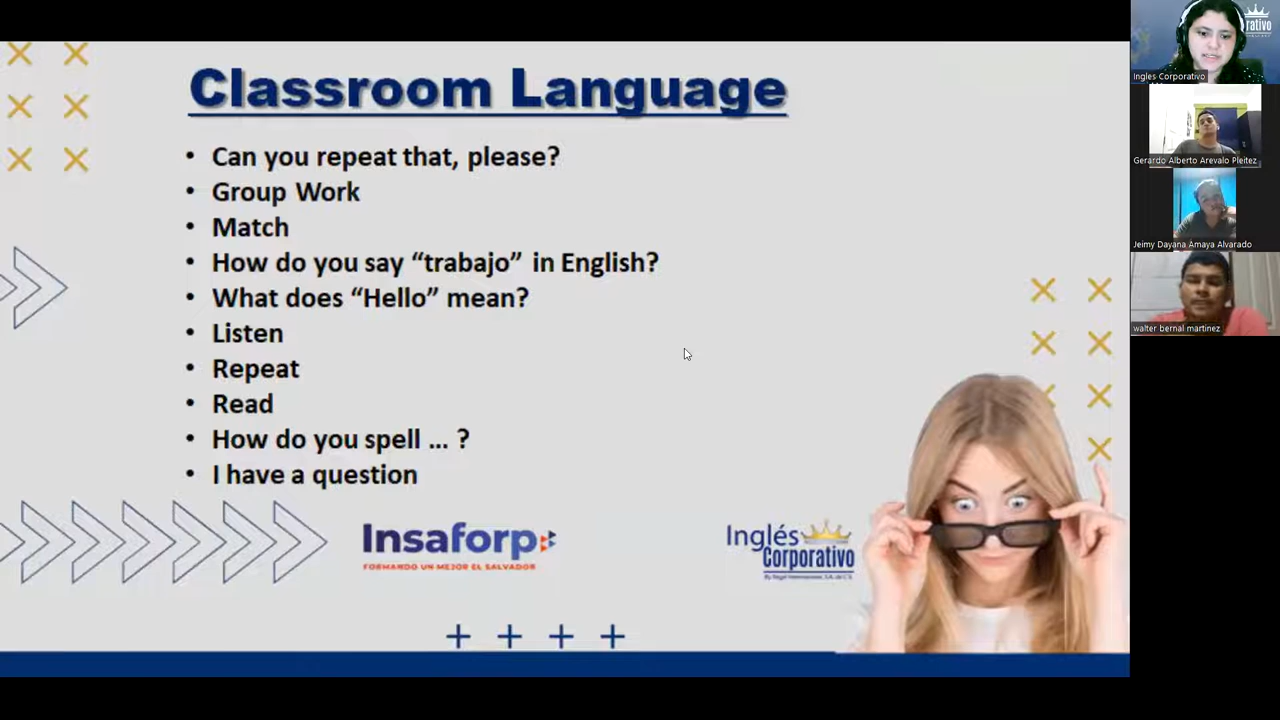 Classroom Language
• Can you repeat that, please?
• Group Work
• Match
• How do you say “trabajo” in English?
• What does “Hello” mean?
• Listen
• Repeat
• Read
• How do you spell ... ?
• I have a question
Insaforp
FORMANDO UN MEJOR EL SALVADOR
Inglés
Corporativo
rativo
Ingles Corporativo
Gerardo Alberto Arevalo Pleitez
Jeimy Dayana Amaya Alvarado
walter bernal martinez